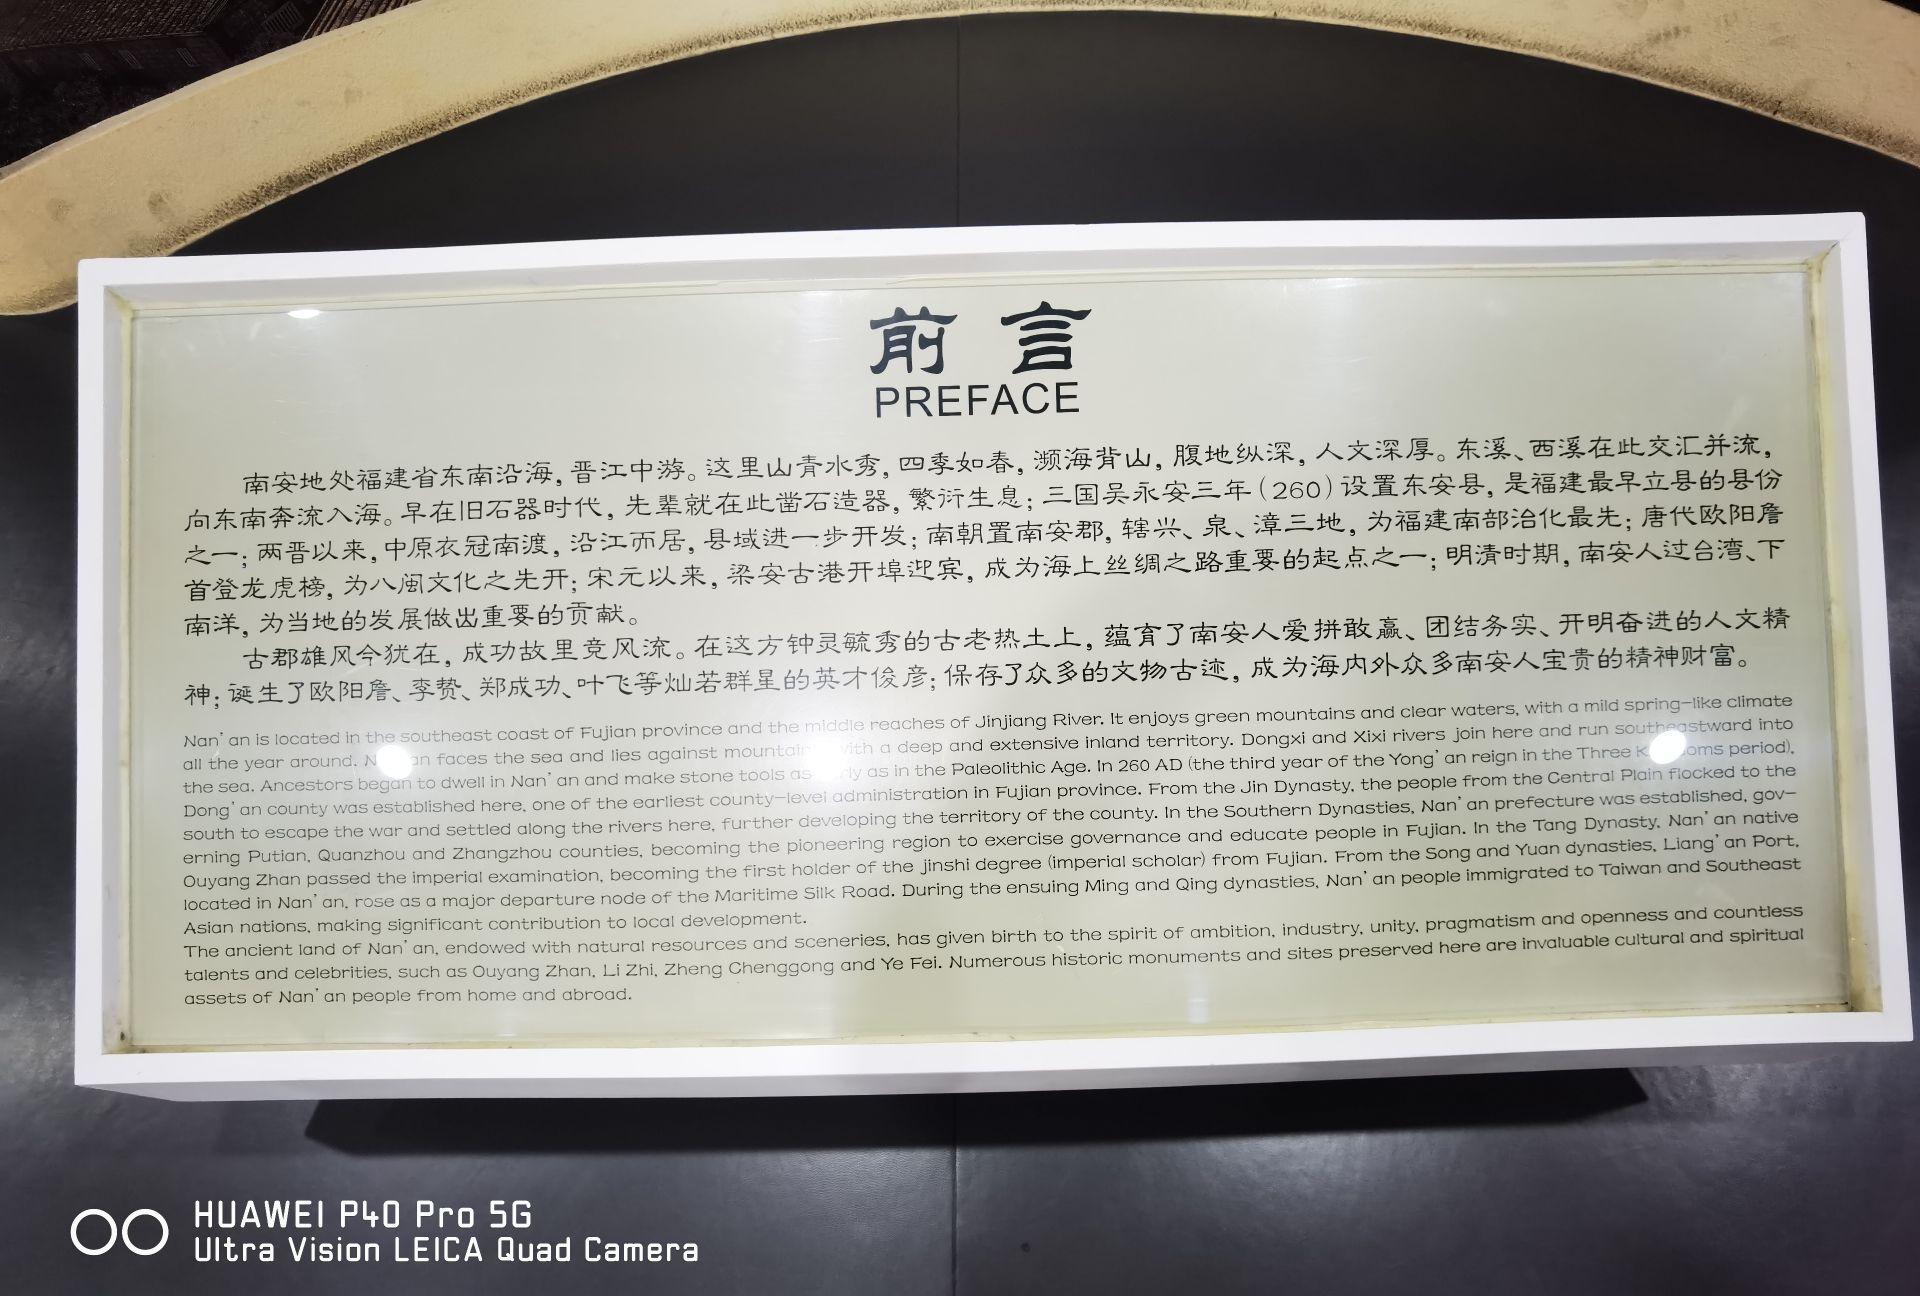 前言
PREFACE
南安地处福建省东南沿海，晋江中游。这里山青水秀，四季如春，濒海背山，腹地纵深，人文深厚。东溪、西溪在此交汇并流，
向东南奔流入海。早在旧石器时代，先辈就在此凿石造器，繁衍生息；三国吴永安三年（260）设置东安县，是福建最早立县的县份
之一；两晋以来，中原衣冠南渡，沿江而居，县域进一步开发；南朝置南安郡，辖兴、泉、漳三地，为福建南部治化最先；唐代欧阳詹
首登龙虎榜，为八闽文化之先开；宋元以来，梁安古港开埠迎宾，成为海上丝绸之路重要的起点之一；明清时期，南安人过台湾、下
南洋，为当地的发展做出重要的贡献。
古郡雄风今犹在，成功故里竞风流。在这方钟灵毓秀的古老热土上，蕴育了南安人爱拼敢赢、团结务实、开明奋进的人文精
神；诞生了欧阳詹、李贽、郑成功、叶飞等灿若群星的英才俊彦；保存了众多的文物古迹，成为海内外众多南安人宝贵的精神财富。
Nan'an is located in the southeast coast of Fujian province and the middle reaches of Jinjiang River. It enjoys green mountains and clear waters, with a mild spring-like climate
all the year around. faces the sea and lies against with a deep and extensive inland territory. Dongxi and Xixi rivers join here and run southeastward into
the sea. Ancestors began to dwell in Nan'an and make stone tools as as in the Paleolithic Age. In 260 AD (the third year of the Yong'an reign in the Three period),
Dong'an county was established here, one of the earliest county-level administration in Fujian province. From the Jin Dynasty, the people from the Central Plain flocked to the
south to escape the war and settled along the rivers here, further developing the territory of the county. In the Southern Dynasties, Nan'an prefecture was established, gov-
erning Putian, Quanzhou and Zhangzhou counties, becoming the pioneering region to exercise governance and educate people in Fujian. In the Tang Dynasty, Nan'an native
Ouyang Zhan passed the imperial examination, becoming the first holder of the jinshi degree (imperial scholar) from Fujian. From the Song and Yuan dynasties, Liang'an Port,
located in Nan'an, rose as a major departure node of the Maritime Silk Road. During the ensuing Ming and Qing dynasties, Nan'an people immigrated to Taiwan and Southeast
Asian nations, making significant contribution to local development.
The ancient land of Nan'an, endowed with natural resources and sceneries, has given birth to the spirit of ambition, industry, unity, pragmatism and openness and countless
talents and celebrities, such as Ouyang Zhan, Li Zhi, Zheng Chenggong and Ye Fei. Numerous historic monuments and sites preserved here are invaluable cultural and spiritual
assets of Nan'an people from home and abroad.
HUAWEI P40 Pro 5G
Ultra Vision LEICA Quad Camera